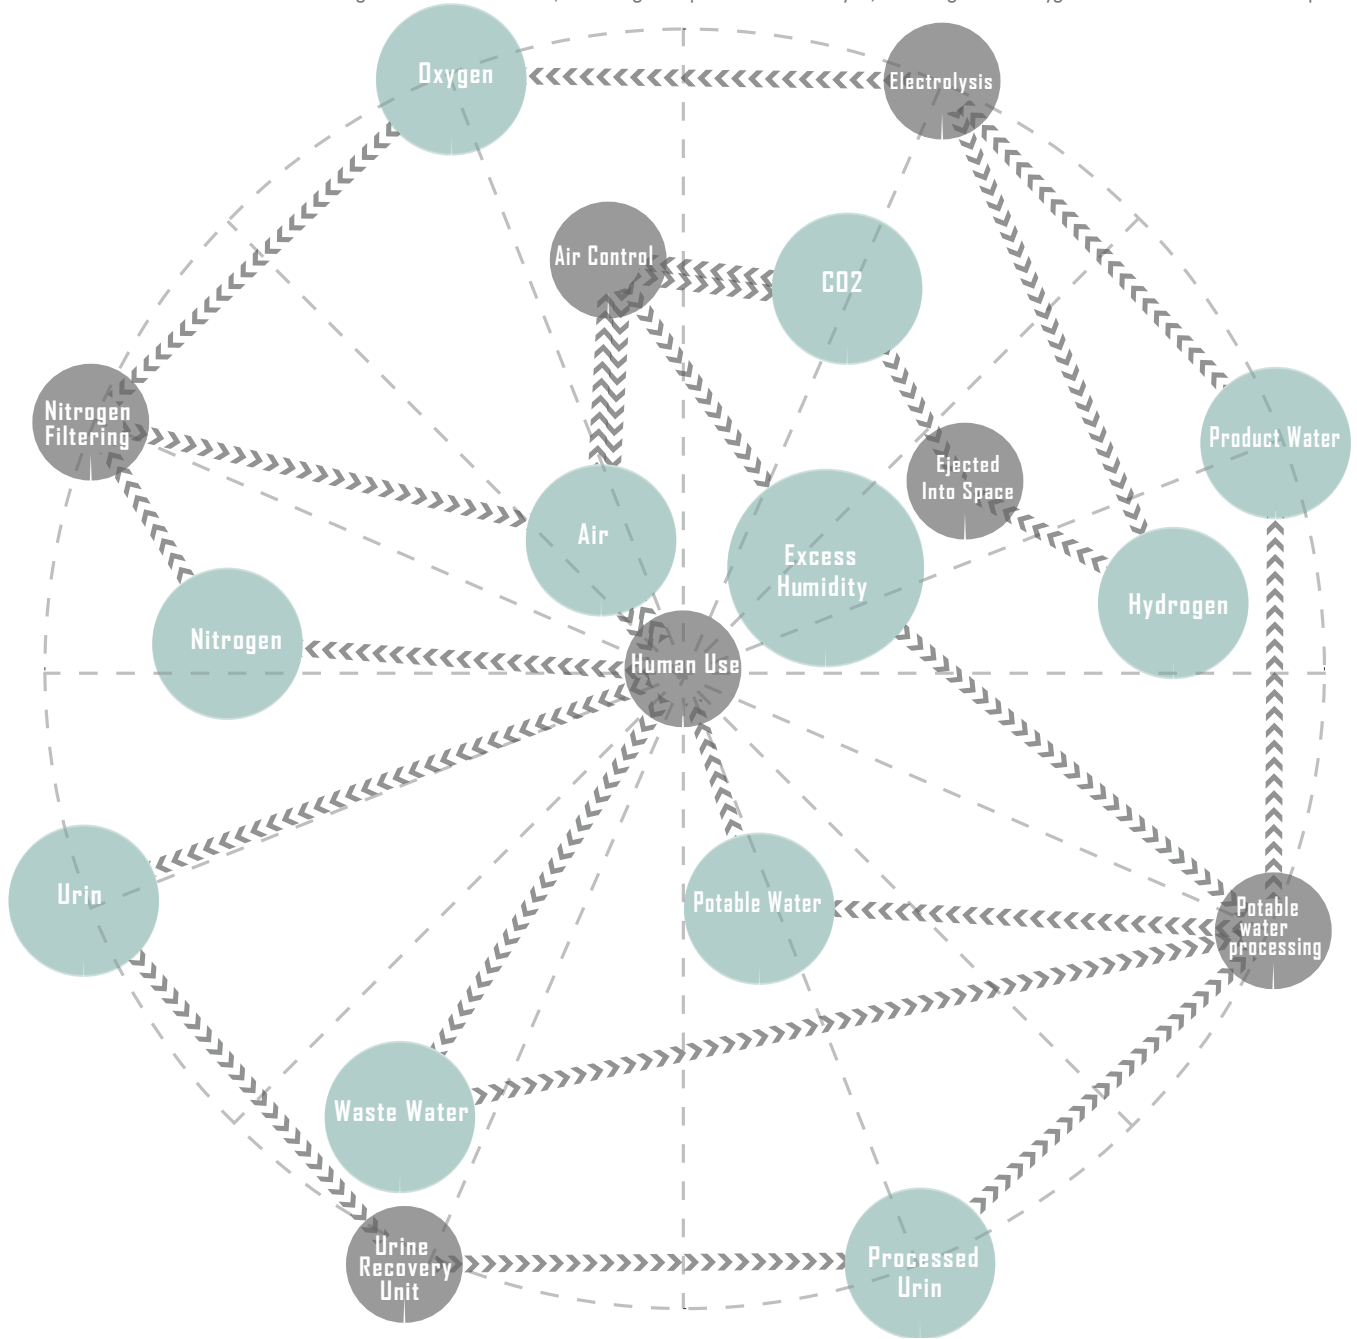 Oxygen
Electrolysis
Air Control
CO2
Nitrogen
Filtering
Product Water
Ejected
Into Space
Air
Excess
Humidity
Hydrogen
Nitrogen
Human Use
Urin
Potable Water
Potable
water
processing
Waste Water
Urine
Recovery
Unit
Processed
Urin